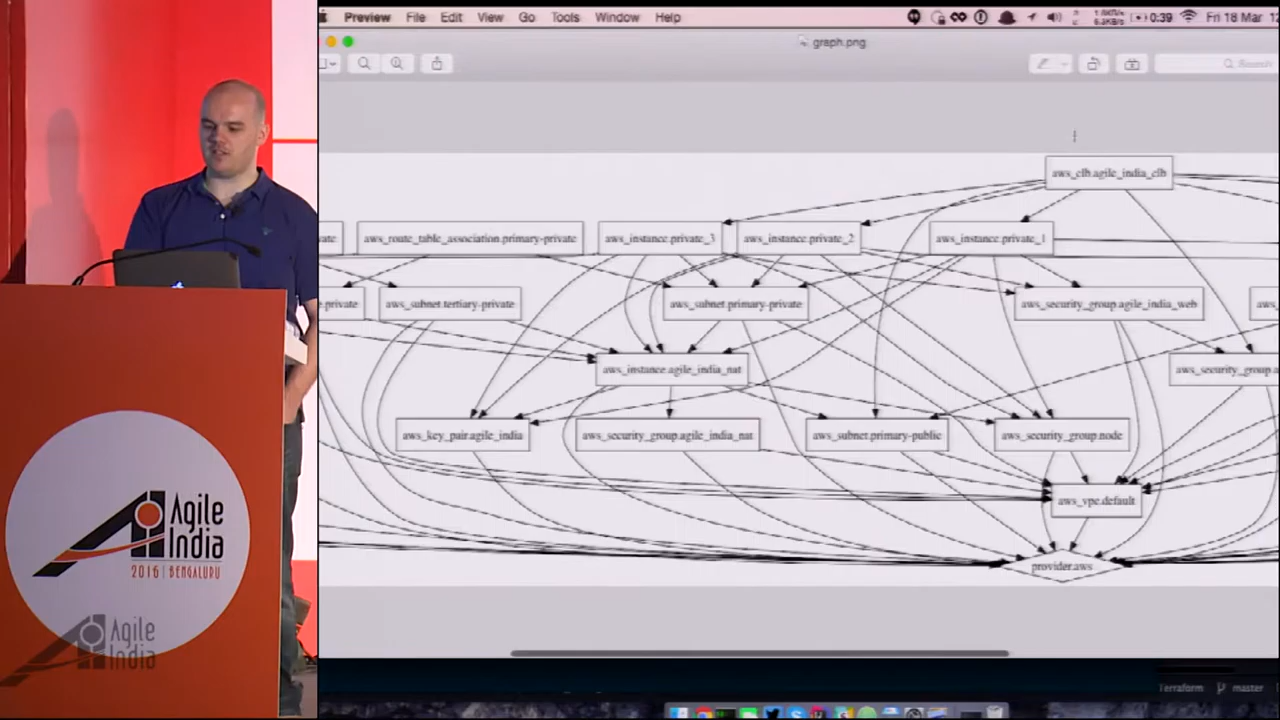 Preview File Edit View Go Tools Window Help
0:39 Fri 18 Mar
graph.png
Search
aws_elb.agile_india_elb
aws_route_table_association.primary-private
aws_instance.private_3
aws_instance.private_2
aws_instance.private_1
private
aws_subnet.tertiary-private
aws_subnet.primary-private
aws_security_group.agile_india_web
aws_instance.agile_india_nat
aws_security_group.a
aws_key_pair.agile_india
aws_security_group.agile_india_nat
aws_subnet.primary-public
aws_security_group.node
aws_vpc.default
provider.aws
Terraform master
Agile
India
2016 | BENGALURU
Agile
India